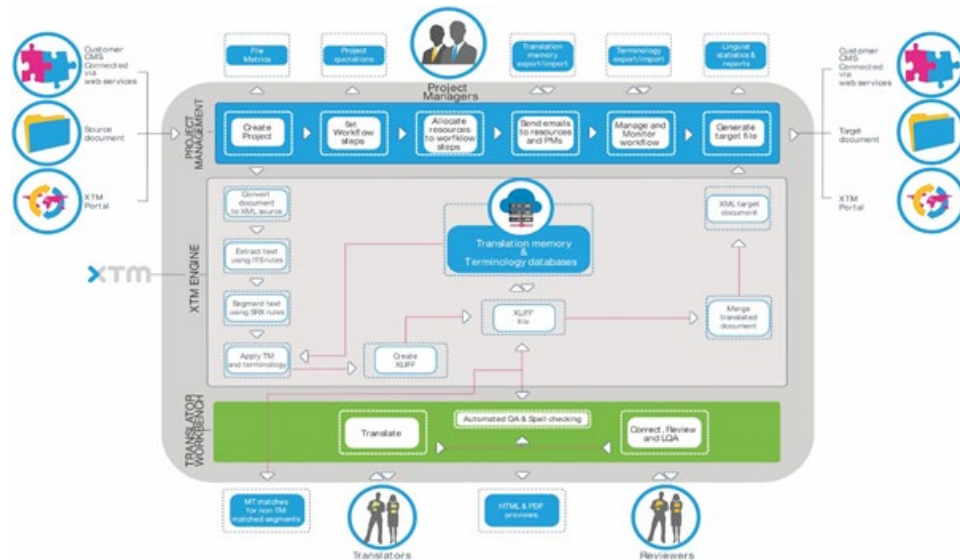 Customer
CMS
Connected
via
web services
Source
document
XTM
Portal
File
Metrics
Project
quotations
Project
Managers
Translation
memory
export/import
Terminology
export/import
Linguist
statistics &
reports
Customer
CMS
Connected
via
web services
Target
document
XTM
Portal
PROJECT
MANAGEMENT
Create
Project
Set
Workflow
steps
Allocate
resources
to workflow
steps
Send emails
to resources
and PMs
Manage and
Monitor
workflow
Generate
target file
XTM
XTM ENGINE
Convert
document
to XML source
Extract text
using ITS rules
Segment text
using SRX rules
Apply TM
and terminology
Create
XLIFF
Translation memory
&
Terminology databases
XLIFF
file
XML target
document
Merge
translated
document
TRANSLATOR
WORKBENCH
Translate
Automated QA & Spell checking
Correct, Review
and LQA
MT matches
for non TM
matched segments
Translators
HTML & PDF
previews
Reviewers